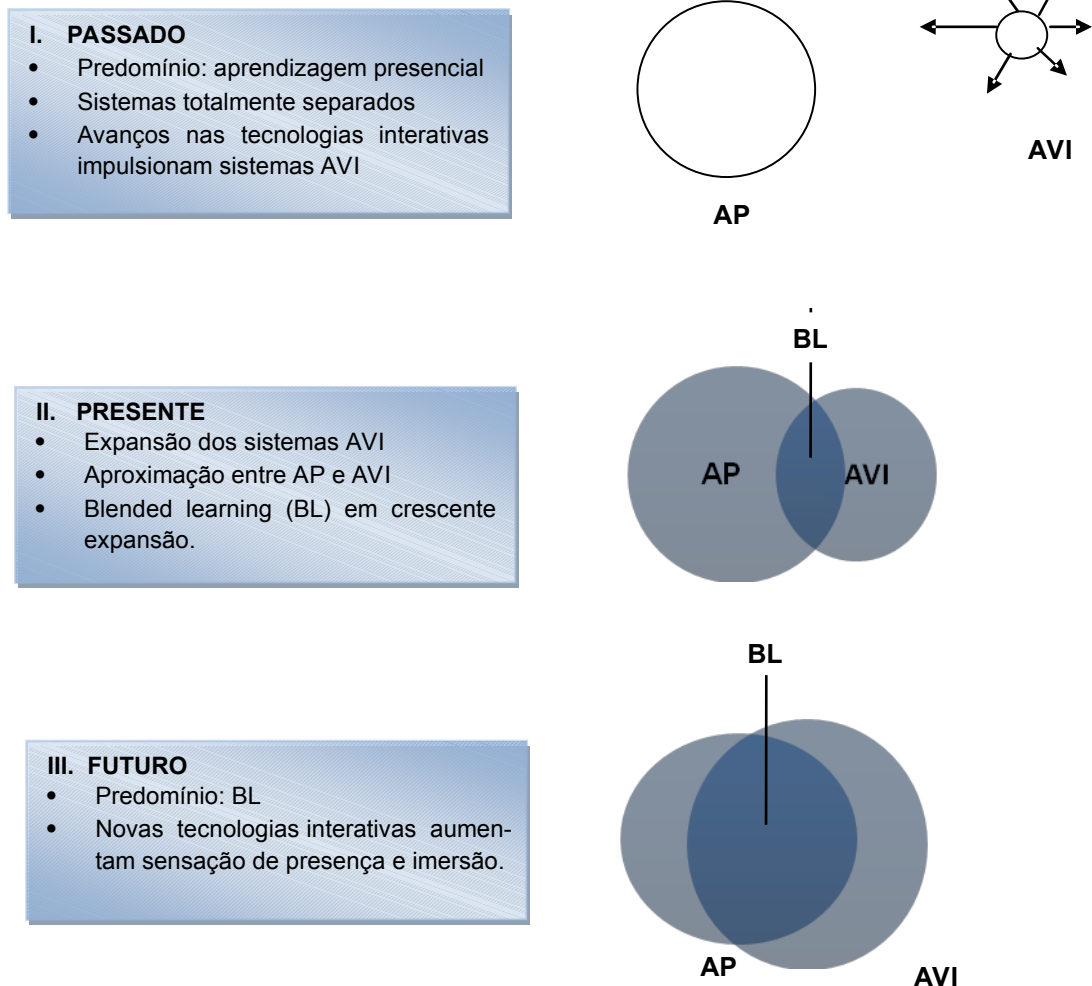 I. PASSADO
• Predomínio: aprendizagem presencial
• Sistemas totalmente separados
• Avanços nas tecnologias interativas
impulsionam sistemas AVI
AVI
AP
BL
II. PRESENTE
• Expansão dos sistemas AVI
• Aproximação entre AP e AVI
• Blended learning (BL) em crescente
expansão.
AP AVI
BL
III. FUTURO
• Predomínio: BL
• Novas tecnologias interativas aumen-
tam sensação de presença e imersão.
AP
AVI